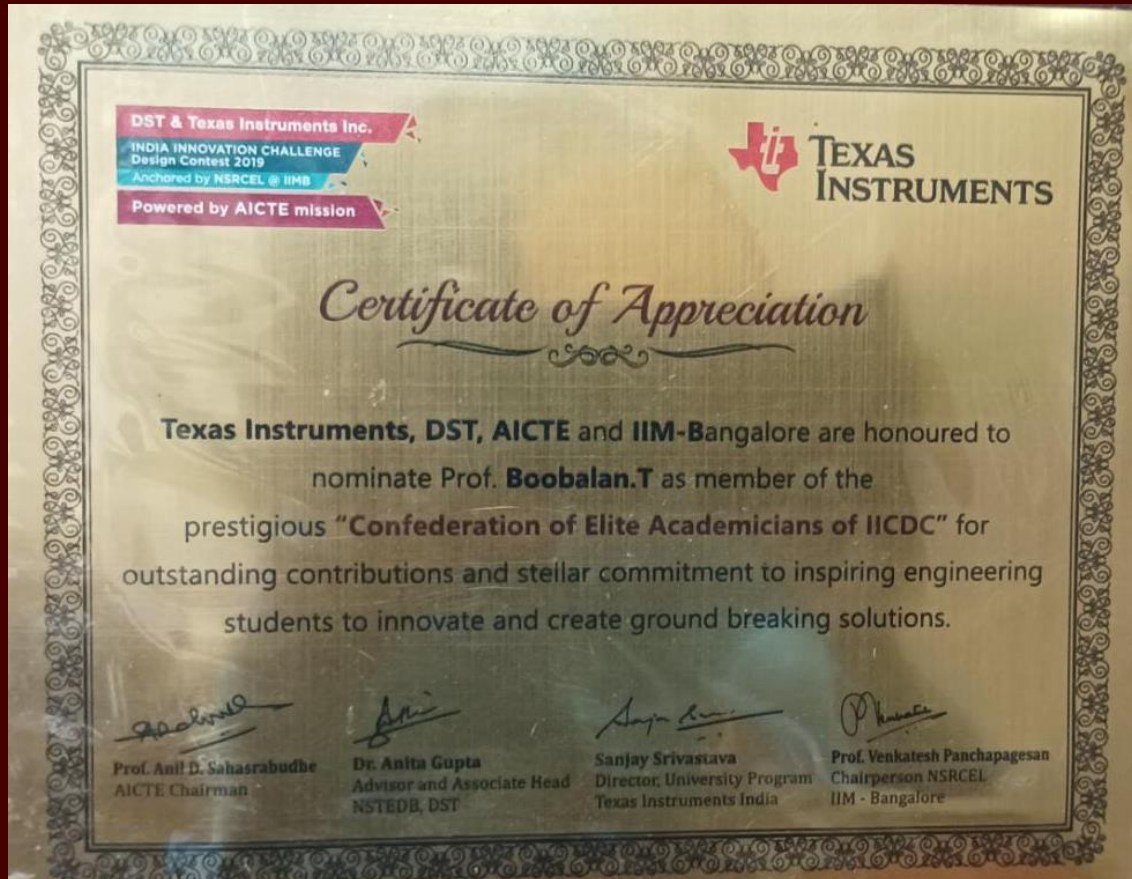 DST & Texas Instruments Inc.
INDIA INNOVATION CHALLENGE
Design Contest 2019
Anchored by NSRCEL @ IIMB
Powered by AICTE mission
TEXAS
INSTRUMENTS
Certificate of Appreciation
Texas Instruments, DST, AICTE and IIM-Bangalore are honoured to
nominate Prof. Boobalan.T as member of the
prestigious "Confederation of Elite Academicians of IICDC" for
outstanding contributions and stellar commitment to inspiring engineering
students to innovate and create ground breaking solutions.
Prof. Anil D. Sahasrabudhe
AICTE Chairman
Dr. Anita Gupta
Advisor and Associate Head
NSTEDB, DST
Sanjay Srivastava
Director, University Program
Texas Instruments India
Prof. Venkatesh Panchapagesan
Chairperson NSRCEL
IIM - Bangalore